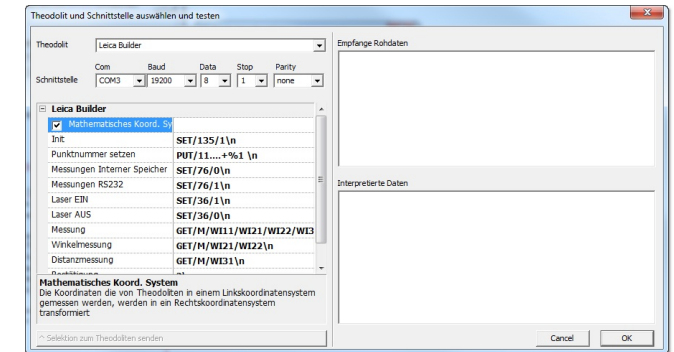 Theodolit und Schnittstelle auswählen und testen
Theodolit Leica Builder
Com Baud Data Stop Parity
Schnittstelle COM3 19200 8 1 none
Leica Builder
Mathematisches Koord. Sy
Init SET/135/1\n
Punktnummer setzen PUT/11....+%1 \n
Messungen Interner Speicher SET/76/0\n
Messungen RS232 SET/76/1\n
Laser EIN SET/36/1\n
Laser AUS SET/36/0\n
Messung GET/M/WI11/WI21/WI22/WI3
Winkelmessung GET/M/WI21/WI22\n
Distanzmessung GET/M/WI31\n
Mathematisches Koord. System
Die Koordinaten die von Theodoliten in einem Linkskoordinatensystem
gemessen werden, werden in ein Rechtskoordinatensystem
transformiert
^ Selektion zum Theodoliten senden
Empfange Rohdaten
Interpretierte Daten
Cancel OK